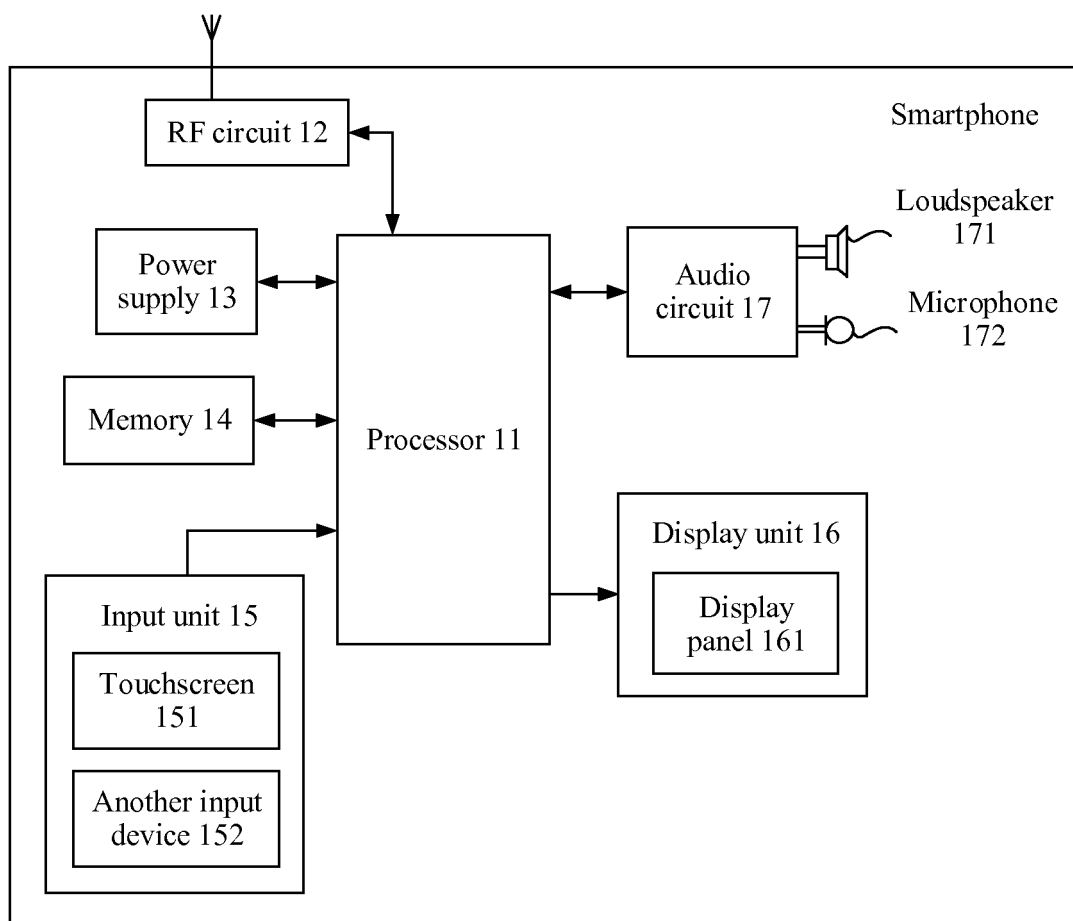 Smartphone
RF circuit 12
Loudspeaker
171
Power
supply 13
Audio
circuit 17
Microphone
172
Memory 14
Processor 11
Display unit 16
Display
panel 161
Input unit 15
Touchscreen
151
Another input
device 152